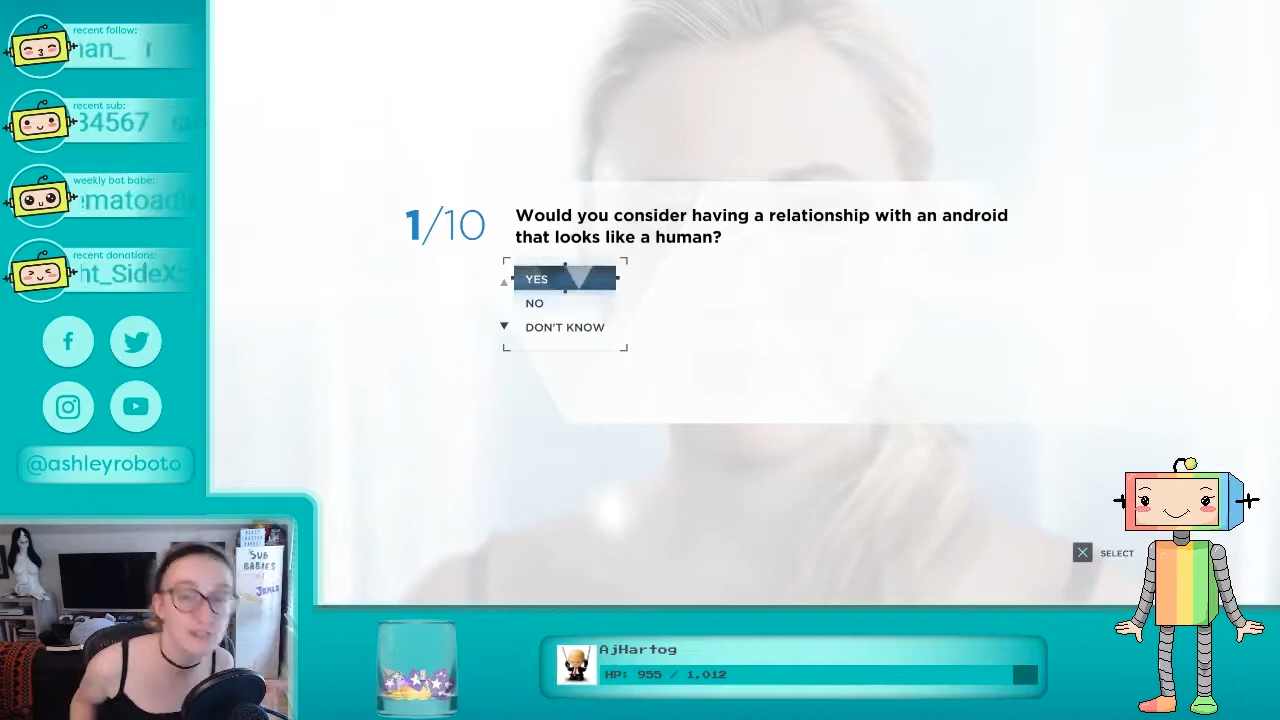 recent follow:
recent sub:
34567
weekly bot babe:
recent donations:
@ashleyroboto
1/10
Would you consider having a relationship with an android
that looks like a human?
YES
NO
DON'T KNOW
SELECT
SUB
BABIES
James
AjHartog
HP: 955 / 1,012